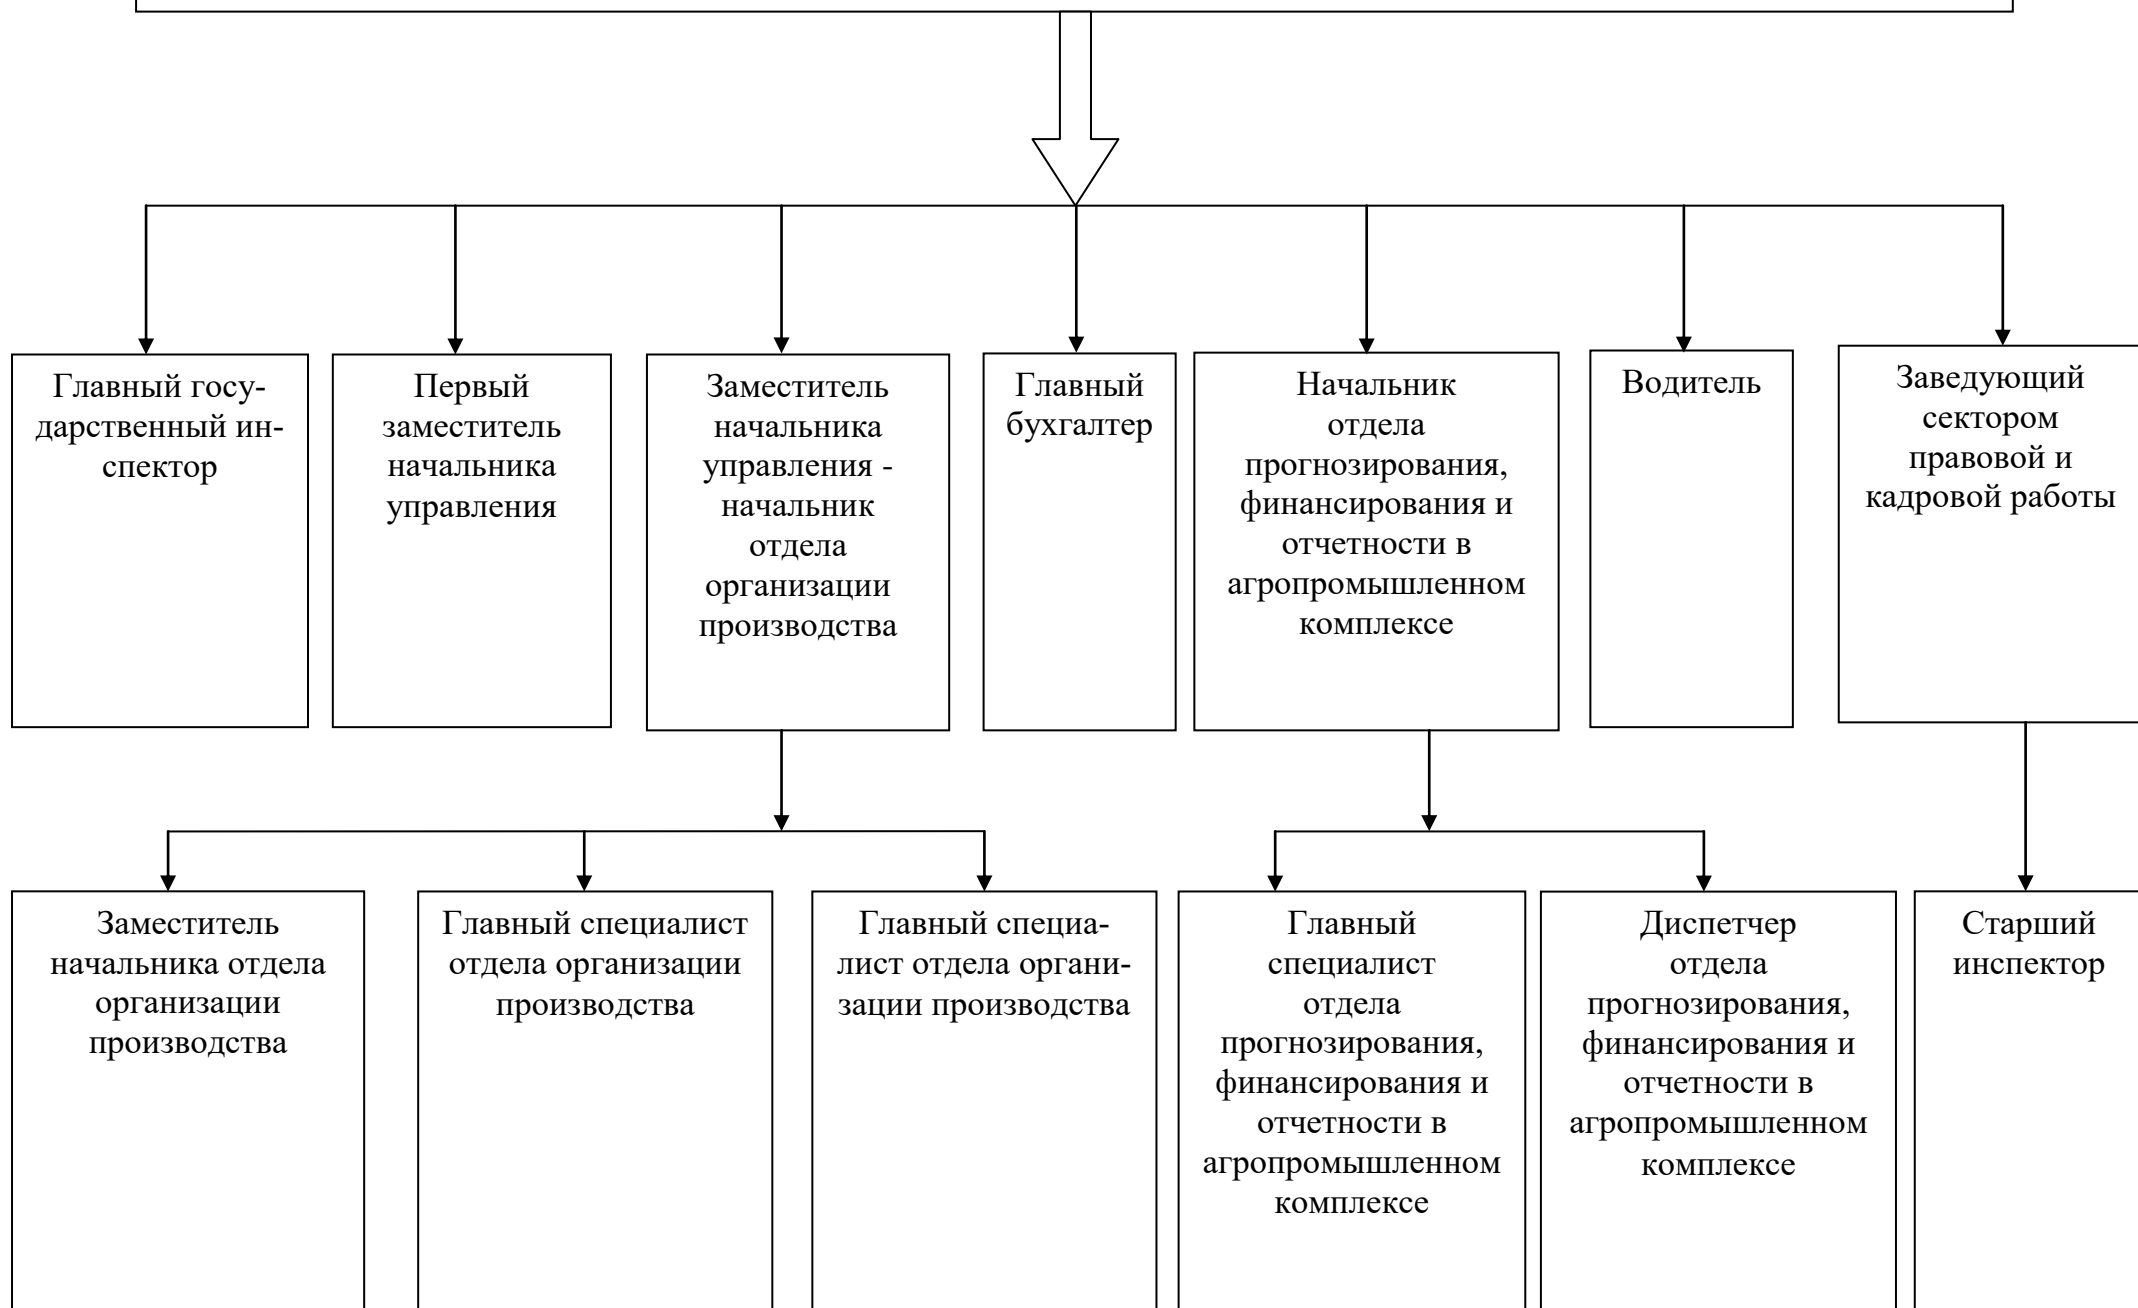 Главный госу-
дарственный ин-
спектор
Первый
заместитель
начальника
управления
Заместитель
начальника
управления -
начальник
отдела
организации
производства
Главный
бухгалтер
Начальник
отдела
прогнозирования,
финансирования и
отчетности в
агропромышленном
комплексе
Водитель
Заведующий
сектором
правовой и
кадровой работы
Заместитель
начальника отдела
организации
производства
Главный специалист
отдела организации
производства
Главный специа-
лист отдела органи-
зации производства
Главный
специалист
отдела
прогнозирования,
финансирования и
отчетности в
агропромышленном
комплексе
Диспетчер
отдела
прогнозирования,
финансирования и
отчетности в
агропромышленном
комплексе
Старший
инспектор